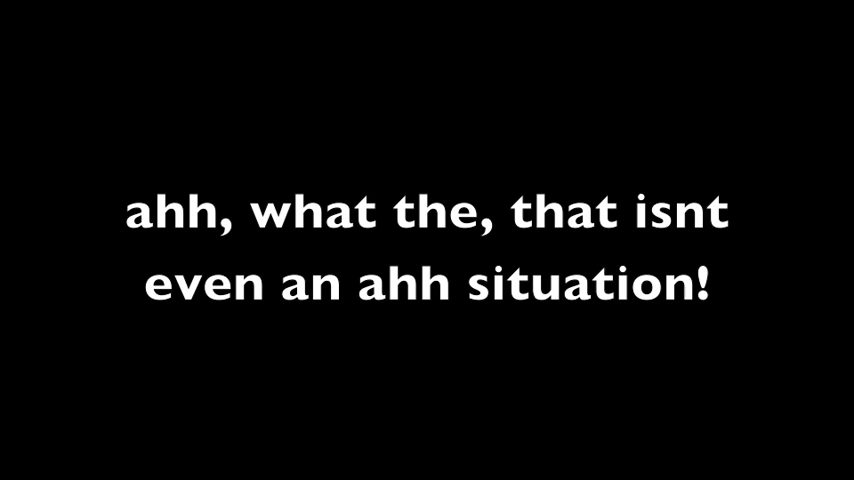 ahh, what the, that isnt
even an ahh situation!